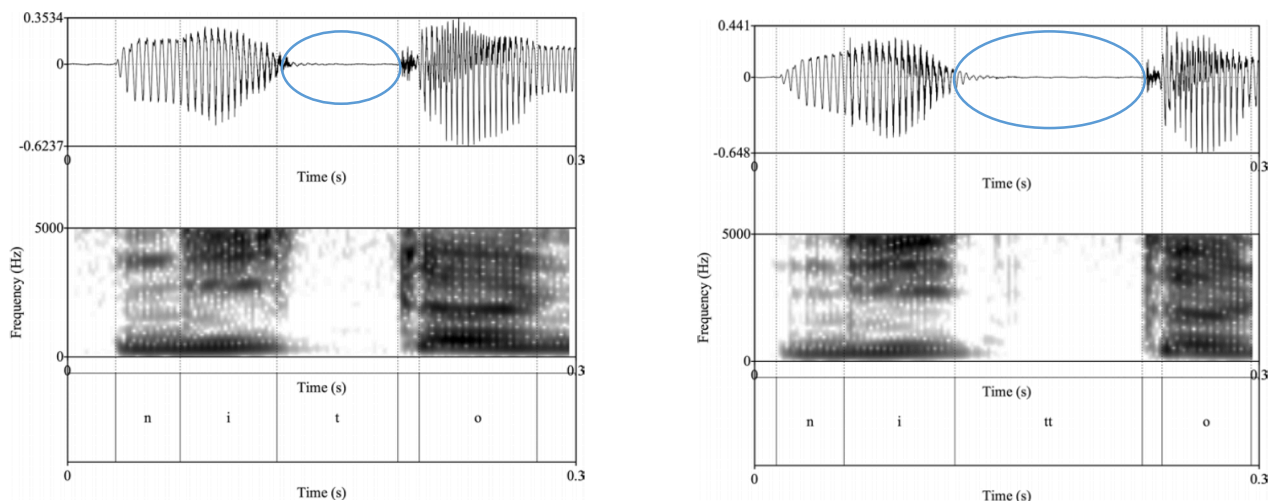 0.3534
0
-0.6237
0
0.3
Time (s)
5000
Frequency (Hz)
0
0
0.3
Time (s)
n i t o
0
0.3
Time (s)
0.441
0
-0.648
0
0.3
Time (s)
5000
Frequency (Hz)
0
0
0.3
Time (s)
n i tt o
0
0.3
Time (s)